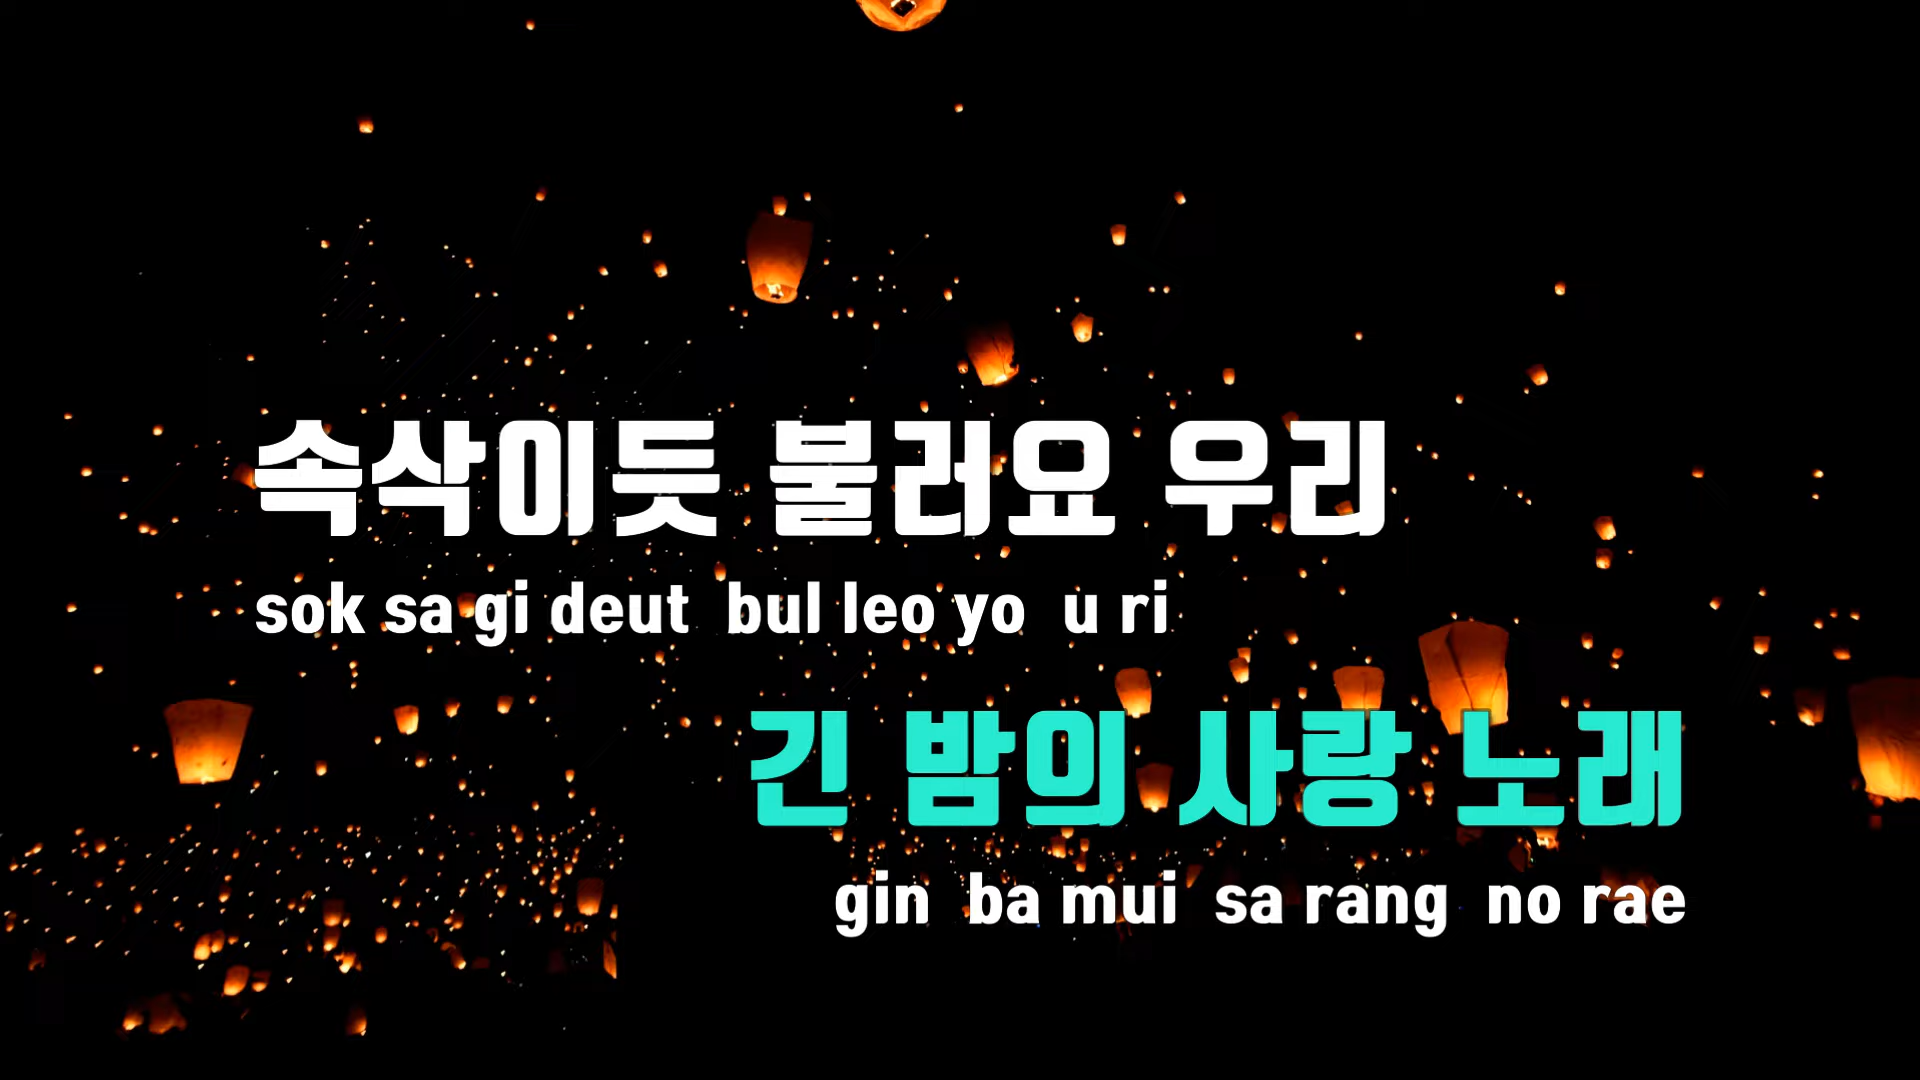 속삭이듯 불러요 우리
sok sa gi deut bul leo yo u ri
긴 밤의 사랑 노래
gin ba mui sa rang no rae